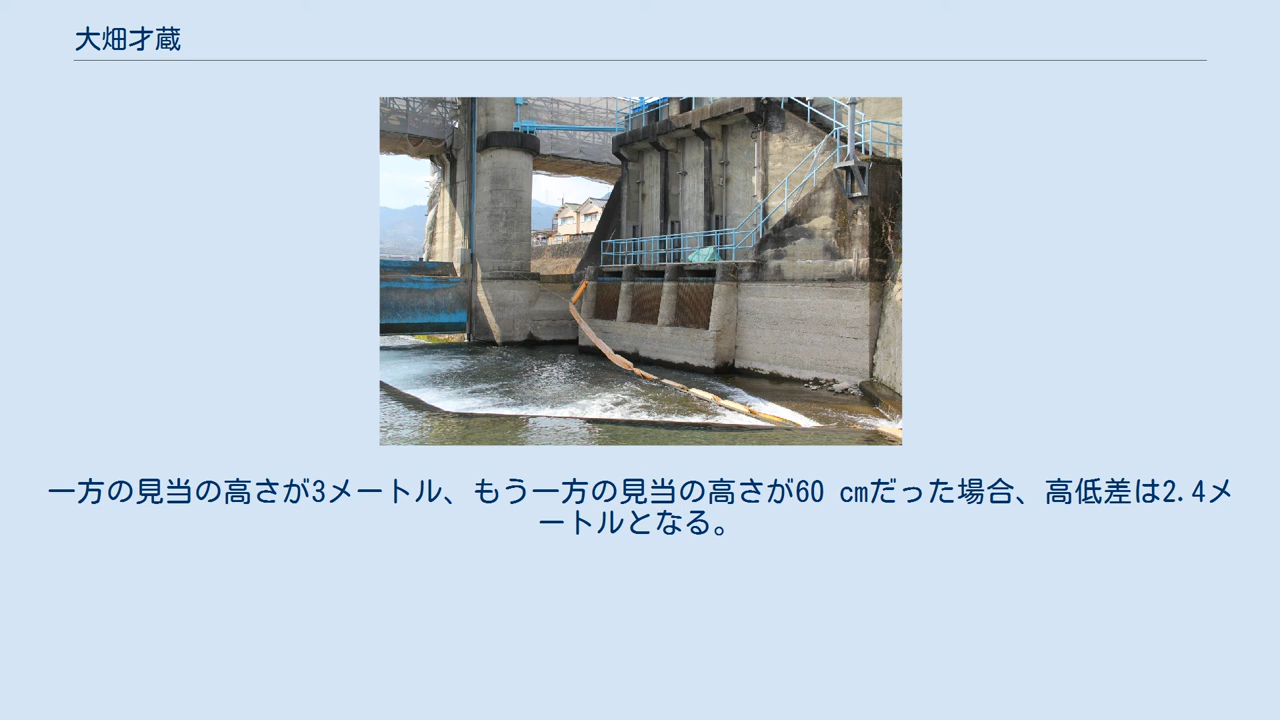 大畑才蔵
一方の見当の高さが3メートル、もう一方の見当の高さが60 cmだった場合、高低差は2.4メ
ートルとなる。